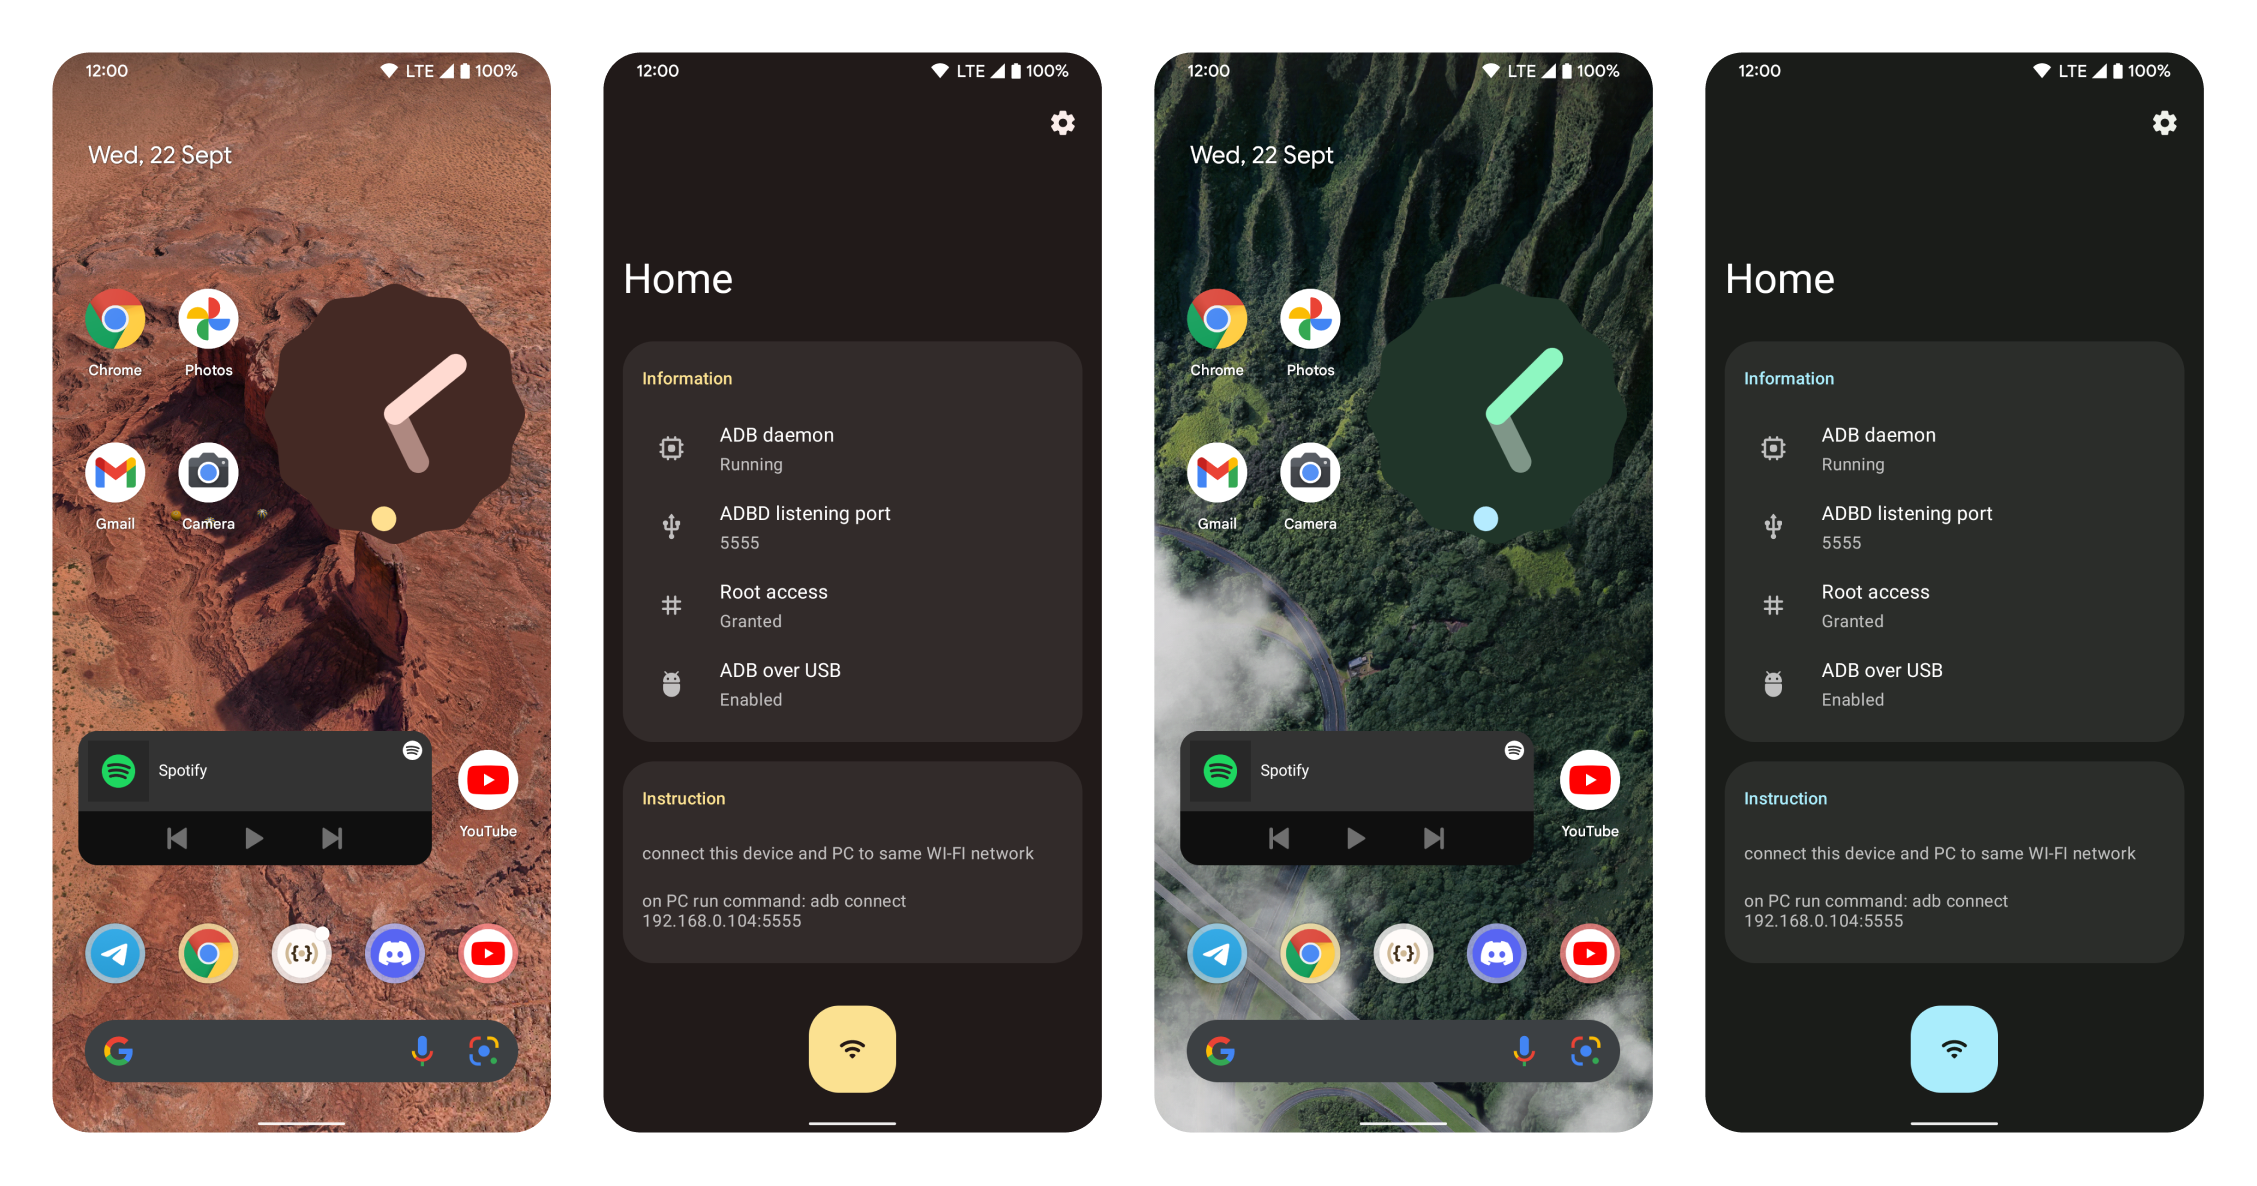 12:00
LTE 100%
Wed, 22 Sept
Chrome
Photos
Gmail
Camera
Spotify
YouTube
12:00
LTE 100%
Home
Information
ADB daemon
Running
ADBD listening port
5555
Root access
Granted
ADB over USB
Enabled
Instruction
connect this device and PC to same WI-FI network
on PC run command: adb connect
192.168.0.104:5555
12:00
LTE 100%
Wed, 22 Sept
Chrome
Photos
Gmail
Camera
Spotify
YouTube
12:00
LTE 100%
Home
Information
ADB daemon
Running
ADBD listening port
5555
Root access
Granted
ADB over USB
Enabled
Instruction
connect this device and PC to same WI-FI network
on PC run command: adb connect
192.168.0.104:5555